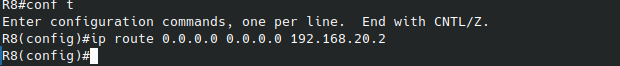 R8#conf t
Enter configuration commands, one per line.  End with CNTL/Z.
R8(config)#ip route 0.0.0.0 0.0.0.0 192.168.20.2
R8(config)#